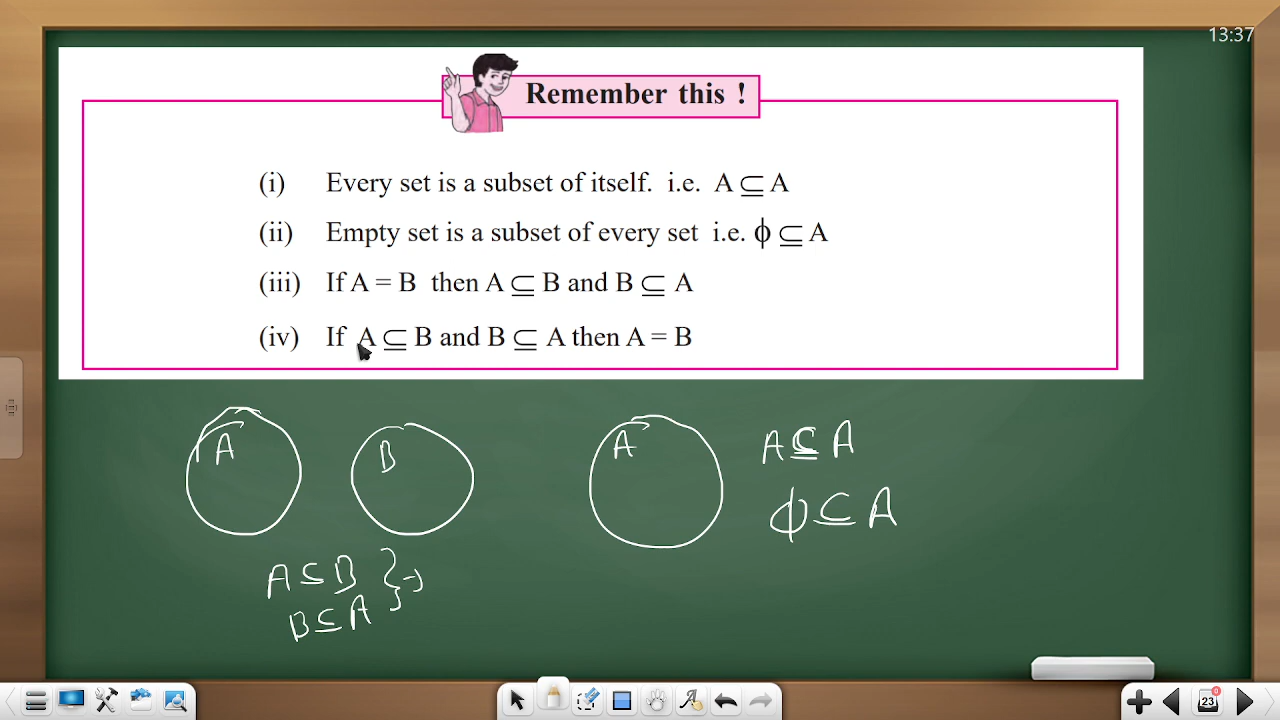 13:37
Remember this !
(i) Every set is a subset of itself. i.e. A ⊆ A
(ii) Empty set is a subset of every set i.e. ϕ ⊆ A
(iii) If A = B then A ⊆ B and B ⊆ A
(iv) If A ⊆ B and B ⊆ A then A = B
A B A A ⊆ A
ϕ ⊆ A
A ⊆ B
B ⊆ A } →
23
0